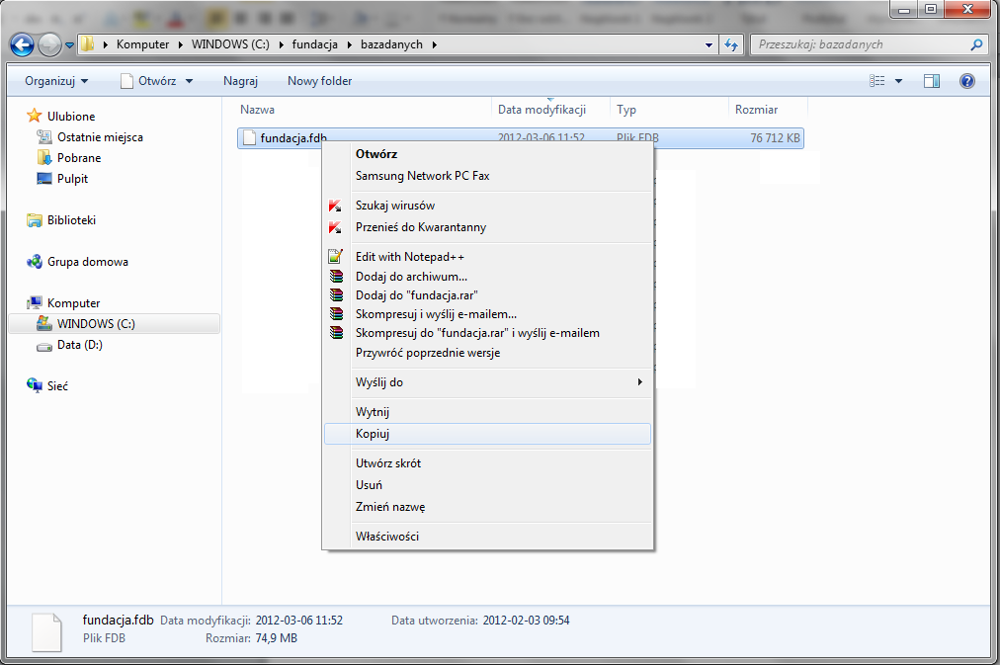 Komputer ▸ WINDOWS (C:) ▸ fundacja ▸ bazadanych ▸
Przeszukaj: bazadanych
Organizuj Otwórz Nagraj Nowy folder
Ulubione
Ostatnie miejsca
Pobrane
Pulpit
Biblioteki
Grupa domowa
Komputer
WINDOWS (C:)
Data (D:)
Sieć
Nazwa Data modyfikacji Typ Rozmiar
fundacja.fdb 2012-03-06 11:52 Plik FDB 76 712 KB
Otwórz
Samsung Network PC Fax
Szukaj wirusów
Przenieś do Kwarantanny
Edit with Notepad++
Dodaj do archiwum...
Dodaj do "fundacja.rar"
Skompresuj i wyślij e-mailem...
Skompresuj do "fundacja.rar" i wyślij e-mailem
Przywróć poprzednie wersje
Wyślij do
Wytnij
Kopiuj
Utwórz skrót
Usuń
Zmień nazwę
Właściwości
fundacja.fdb Data modyfikacji: 2012-03-06 11:52 Data utworzenia: 2012-02-03 09:54
Plik FDB Rozmiar: 74,9 MB